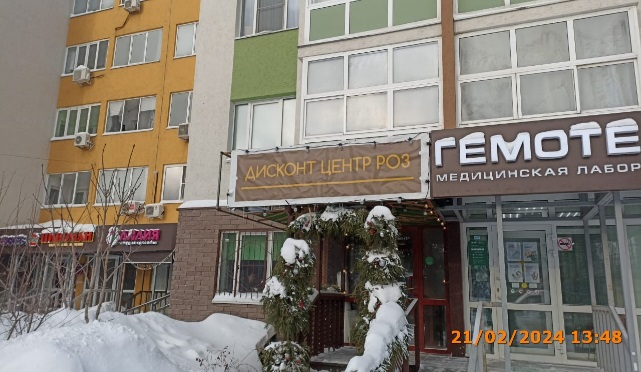 ДИСКОНТ ЦЕНТР РОЗ
ГЕМОТЕ
МЕДИЦИНСКАЯ ЛАБОР
21/02/2024 13:48